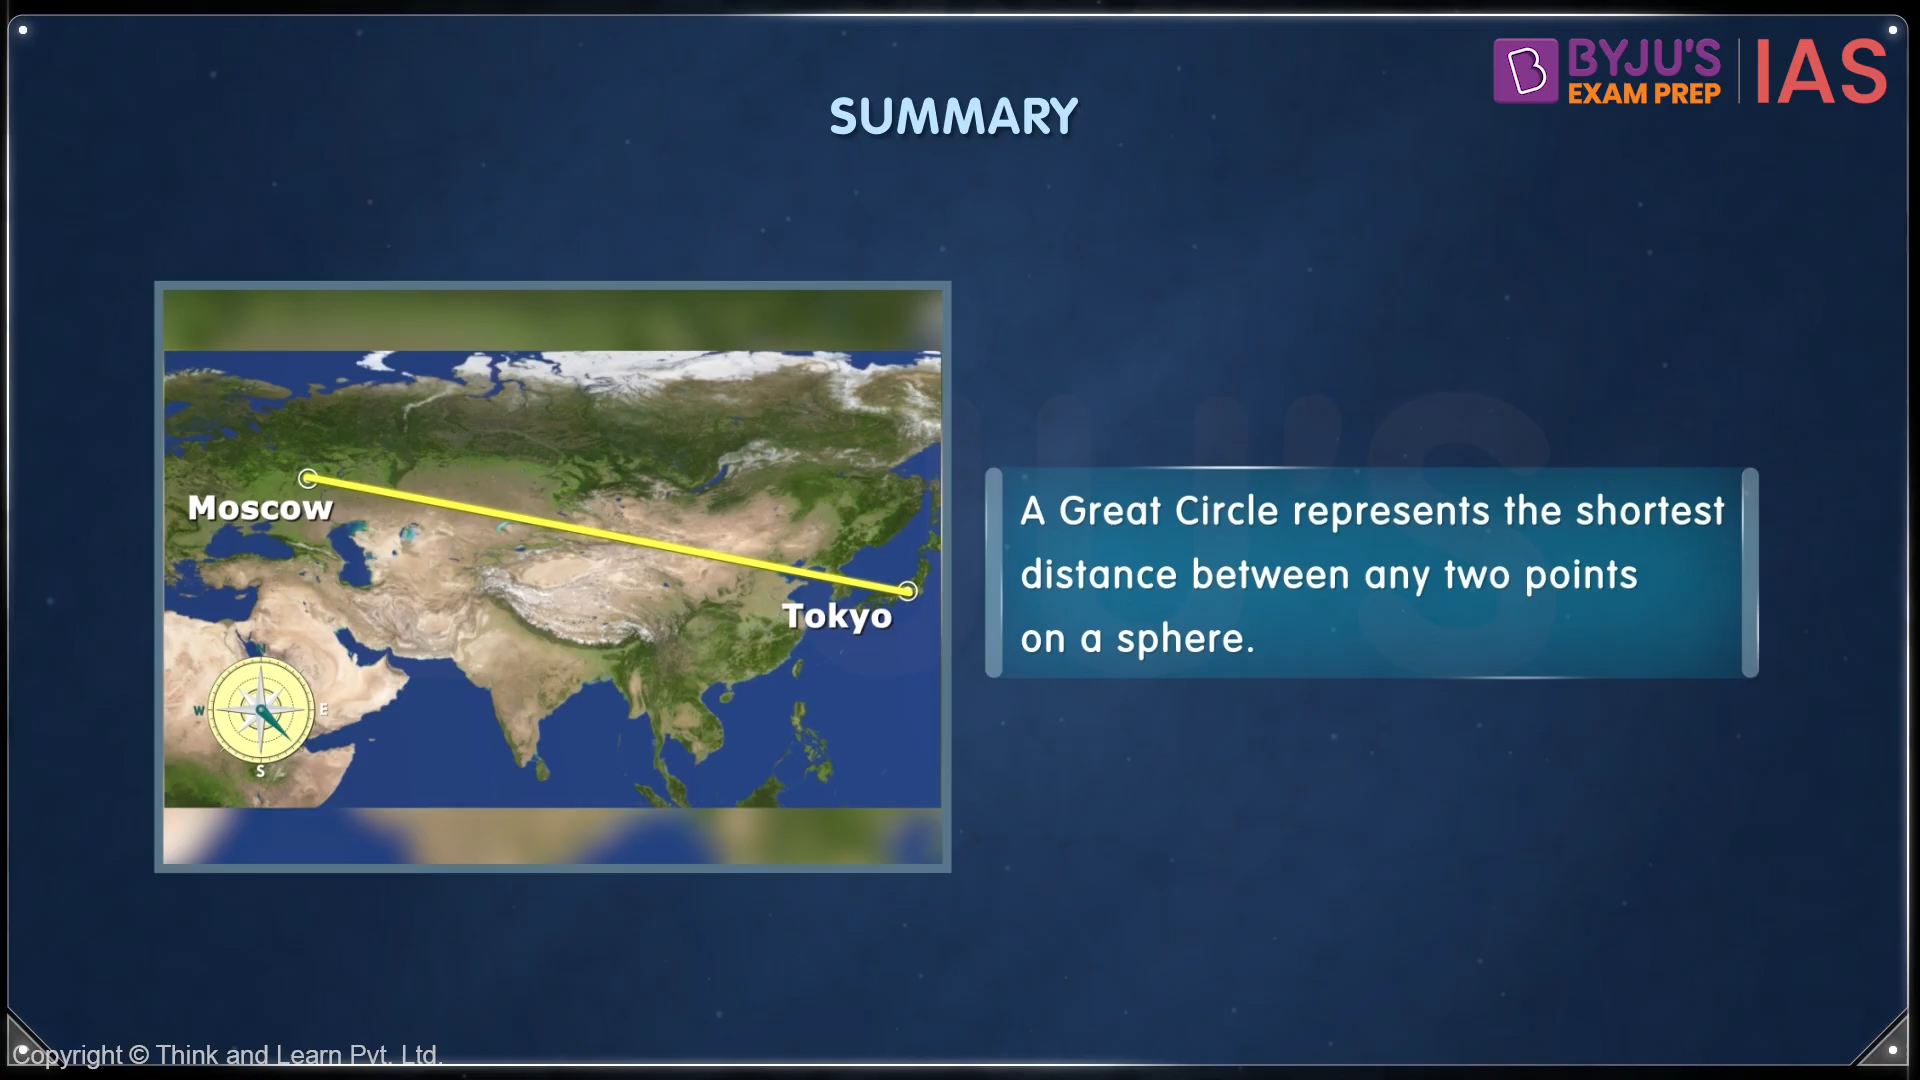 BYJU'S
EXAM PREP
IAS
SUMMARY
Moscow
Tokyo
N
W
E
S
A Great Circle represents the shortest
distance between any two points
on a sphere.
Copyright © Think and Learn Pvt. Ltd.